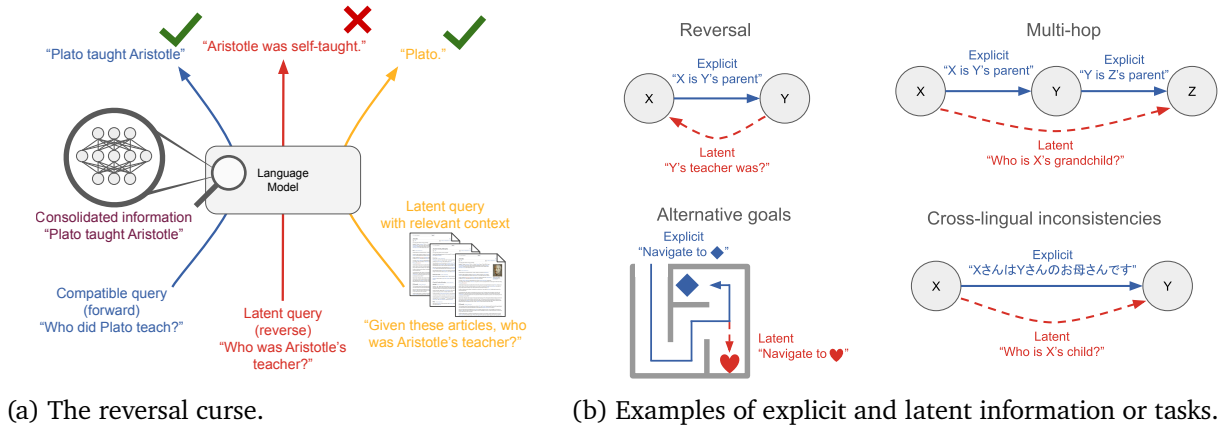 “Plato taught Aristotle”
“Aristotle was self-taught.”
“Plato.”
Language
Model
Consolidated information
“Plato taught Aristotle”
Latent query
with relevant context
Compatible query
(forward)
“Who did Plato teach?”
Latent query
(reverse)
“Who was Aristotle’s
teacher?”
“Given these articles, who
was Aristotle’s teacher?”
(a) The reversal curse.
Reversal
Explicit
“X is Y’s parent”
X
Y
Latent
“Y’s teacher was?”
Multi-hop
Explicit
“X is Y’s parent”
Explicit
“Y is Z’s parent”
X
Y
Z
Latent
“Who is X’s grandchild?”
Alternative goals
Explicit
“Navigate to ◆”
Latent
“Navigate to ♥”
Cross-lingual inconsistencies
Explicit
“XさんはYさんのお母さんです”
X
Y
Latent
“Who is X’s child?”
(b) Examples of explicit and latent information or tasks.